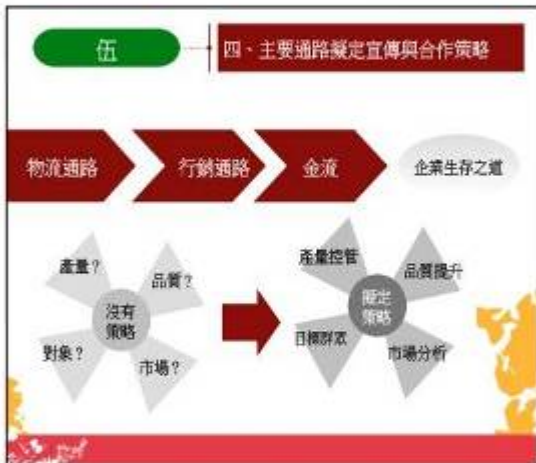 伍
四、主要通路擬定宣傳與合作策略
物流通路
行銷通路
金流
企業生存之道
產量？
品質？
沒有
策略
對象？
市場？
產量控管
品質提升
擬定
策略
目標群眾
市場分析